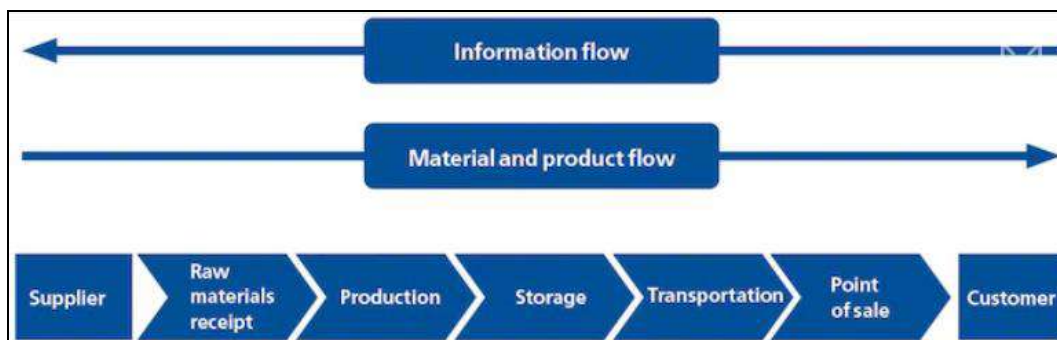 Information flow
Material and product flow
Supplier
Raw
materials
receipt
Production
Storage
Transportation
Point
of sale
Customer